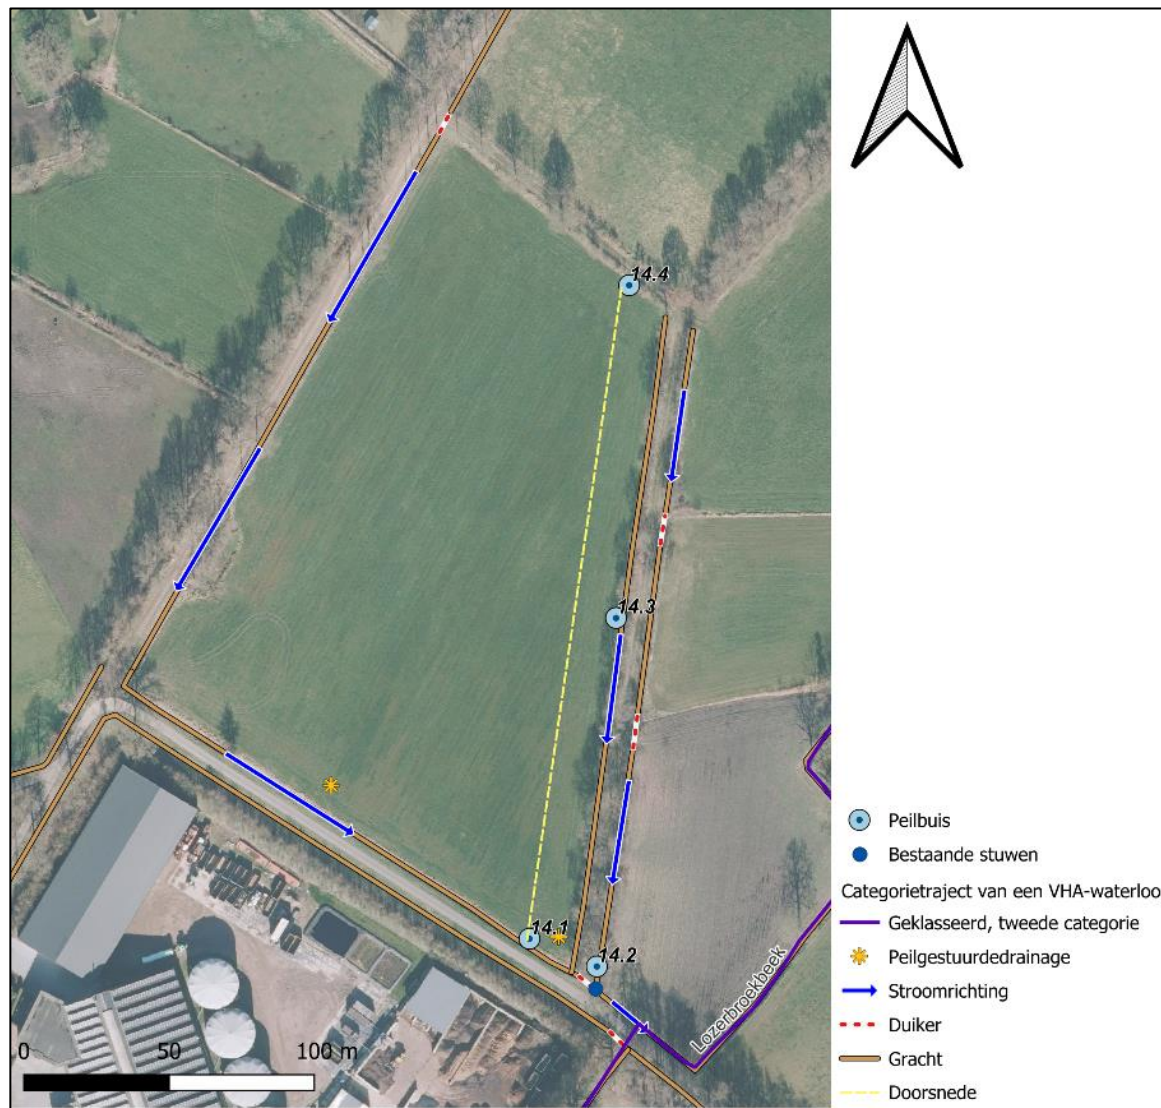 14.4
14.3
14.1
14.2
Lozerbroekbeek
0 50 100 m
Peilbuis
Bestaande stuwen
Categorietraject van een VHA-waterloo
Geklasseerd, tweede categorie
Peilgestuurdedrainage
Stroomrichting
Duiker
Gracht
Doorsnede